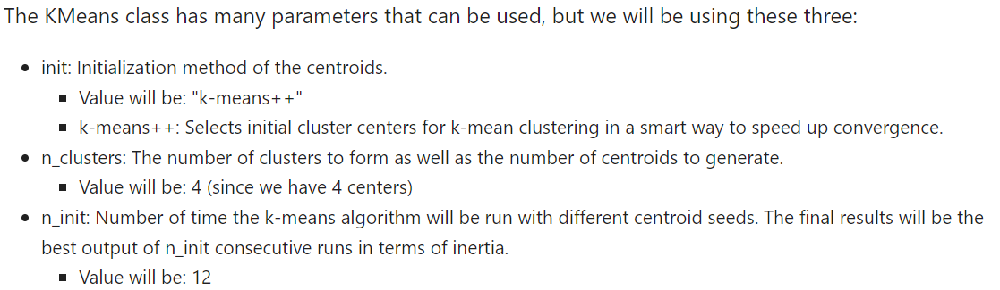 The KMeans class has many parameters that can be used, but we will be using these three:
• init: Initialization method of the centroids.
▪ Value will be: "k-means++"
▪ k-means++: Selects initial cluster centers for k-mean clustering in a smart way to speed up convergence.
• n_clusters: The number of clusters to form as well as the number of centroids to generate.
▪ Value will be: 4 (since we have 4 centers)
• n_init: Number of time the k-means algorithm will be run with different centroid seeds. The final results will be the
best output of n_init consecutive runs in terms of inertia.
▪ Value will be: 12